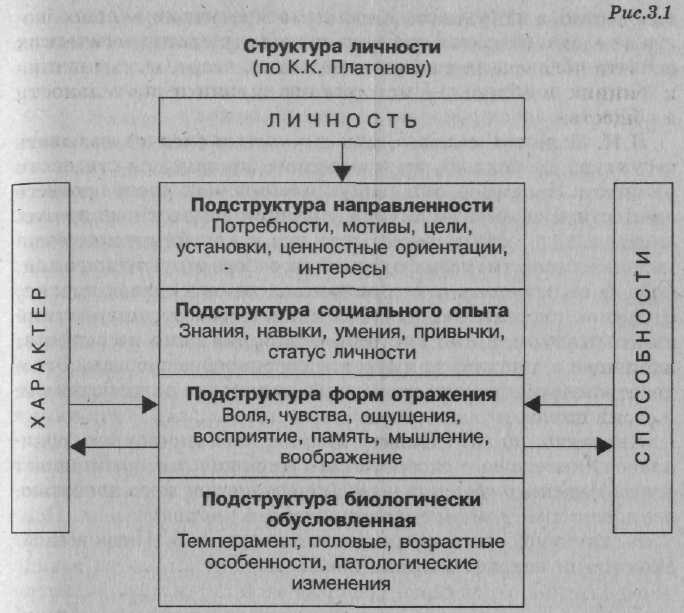 Рис.3.1
Структура личности
(по К.К. Платонову)
ЛИЧНОСТЬ
Подструктура направленности
Потребности, мотивы, цели,
установки, ценностные ориентации,
интересы
Подструктура социального опыта
Знания, навыки, умения, привычки,
статус личности
Подструктура форм отражения
Воля, чувства, ощущения,
восприятие, память, мышление,
воображение
Подструктура биологически
обусловленная
Темперамент, половые, возрастные
особенности, патологические
изменения
ХАРАКТЕР
СПОСОБНОСТИ